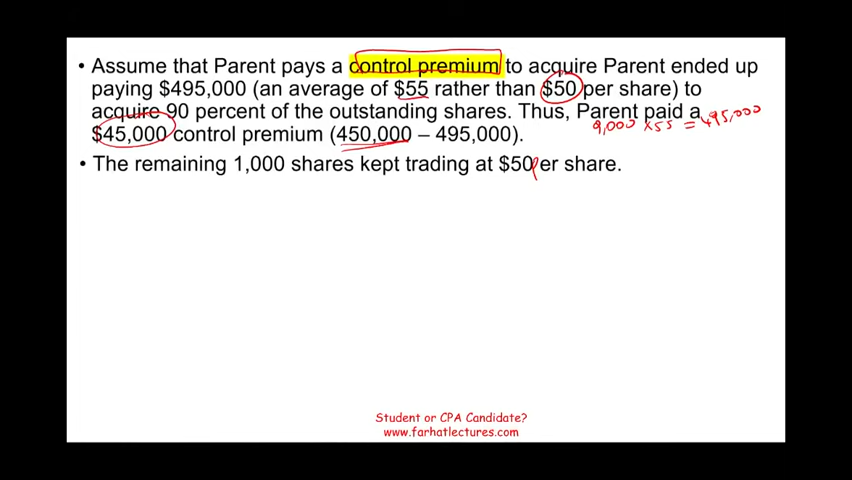 • Assume that Parent pays a control premium to acquire Parent ended up
paying $495,000 (an average of $55 rather than $50 per share) to
acquire 90 percent of the outstanding shares. Thus, Parent paid a
9,000 x 55 = 495,000
$45,000 control premium (450,000 – 495,000).
• The remaining 1,000 shares kept trading at $50per share.
Student or CPA Candidate?
www.farhatlectures.com